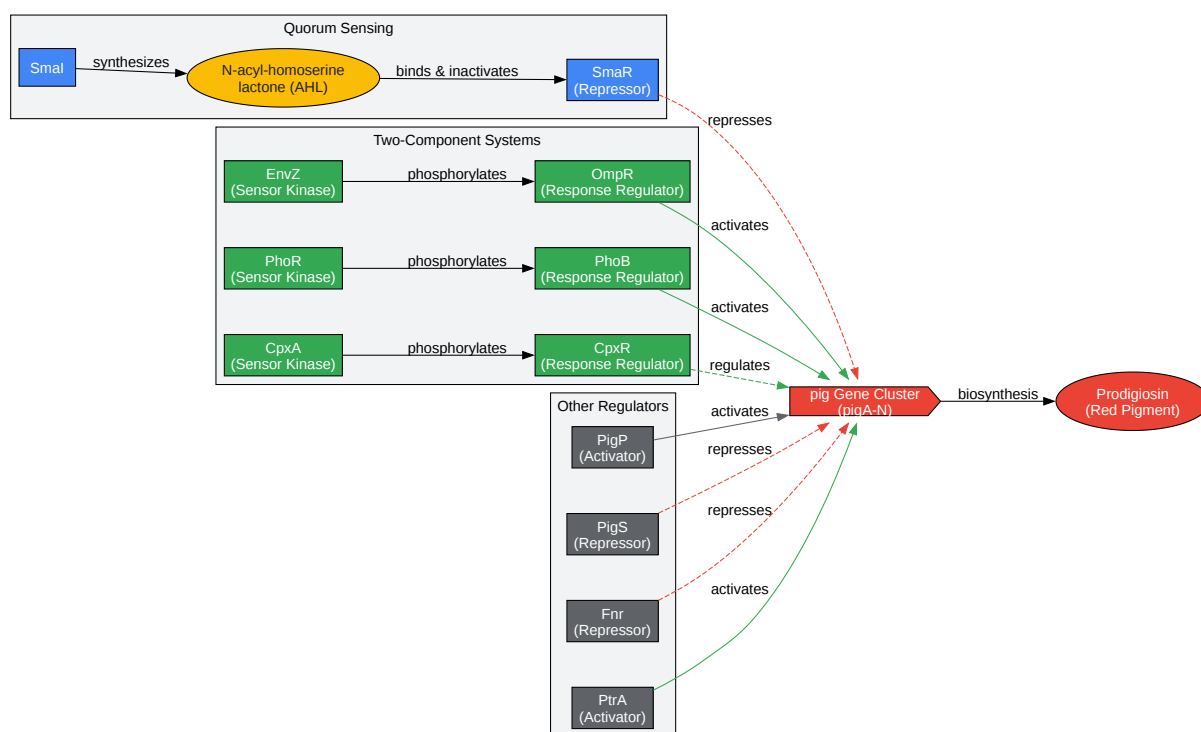 Quorum Sensing
SmaI
synthesizes
N-acyl-homoserine
lactone (AHL)
binds & inactivates
SmaR
(Repressor)
represses
Two-Component Systems
EnvZ
(Sensor Kinase)
phosphorylates
OmpR
(Response Regulator)
activates
PhoR
(Sensor Kinase)
phosphorylates
PhoB
(Response Regulator)
activates
CpxA
(Sensor Kinase)
phosphorylates
CpxR
(Response Regulator)
regulates
pig Gene Cluster
(pigA-N)
biosynthesis
Prodigiosin
(Red Pigment)
Other Regulators
PigP
(Activator)
activates
PigS
(Repressor)
represses
Fnr
(Repressor)
represses
PtrA
(Activator)
activates